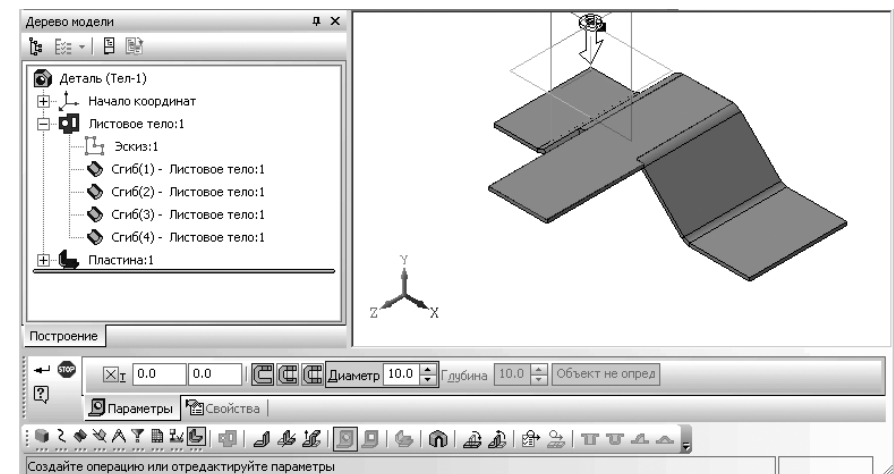 Дерево модели
Деталь (Тел-1)
Начало координат
Листовое тело:1
Эскиз:1
Сгиб(1) - Листовое тело:1
Сгиб(2) - Листовое тело:1
Сгиб(3) - Листовое тело:1
Сгиб(4) - Листовое тело:1
Пластина:1
Построение
Y
Z X
STOP т 0.0 0.0 Диаметр 10.0 Глубина 10.0 Объект не опред
Параметры Свойства
Создайте операцию или отредактируйте параметры